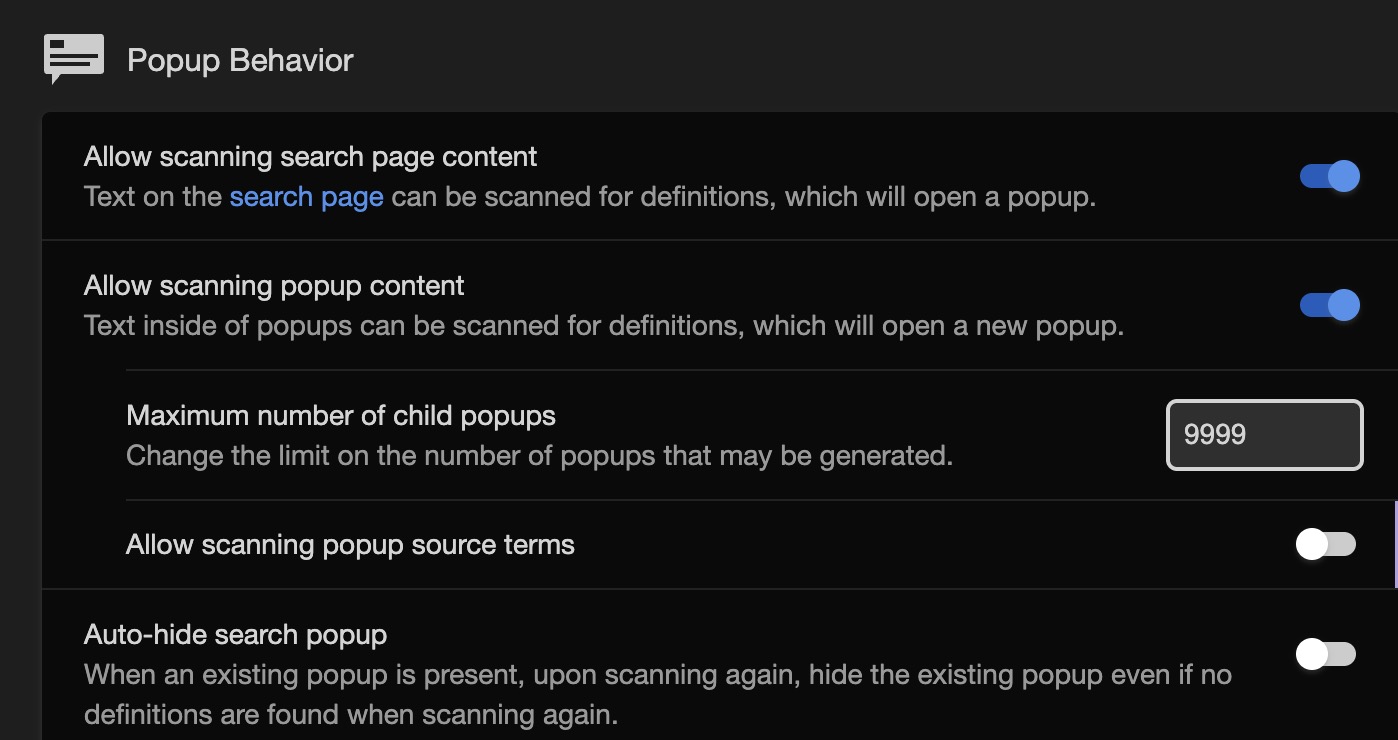 Popup Behavior
Allow scanning search page content
Text on the search page can be scanned for definitions, which will open a popup.
Allow scanning popup content
Text inside of popups can be scanned for definitions, which will open a new popup.
Maximum number of child popups
Change the limit on the number of popups that may be generated.
9999
Allow scanning popup source terms
Auto-hide search popup
When an existing popup is present, upon scanning again, hide the existing popup even if no
definitions are found when scanning again.